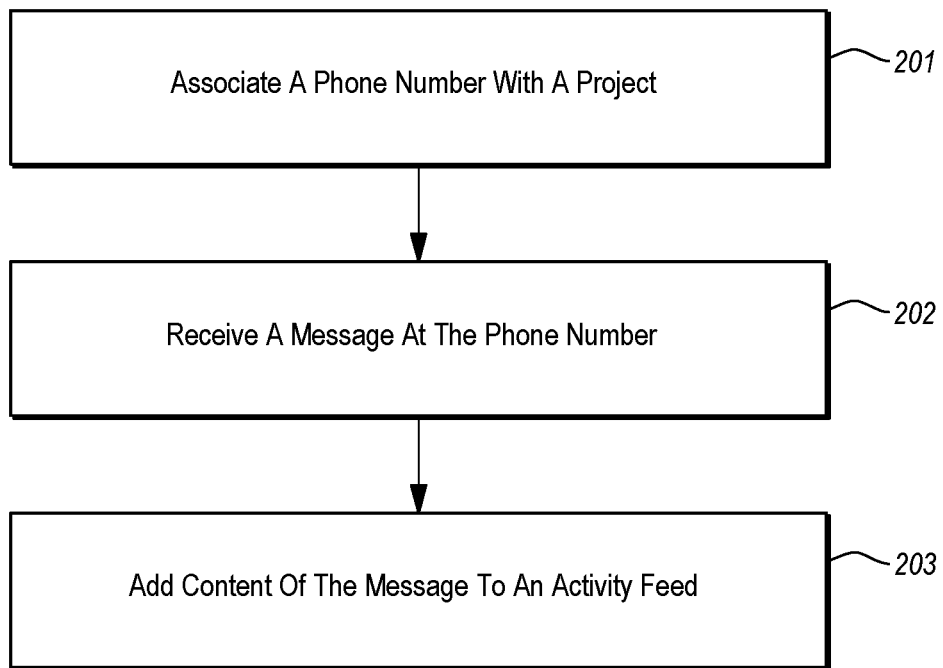 Associate A Phone Number With A Project
201
Receive A Message At The Phone Number
202
Add Content Of The Message To An Activity Feed
203